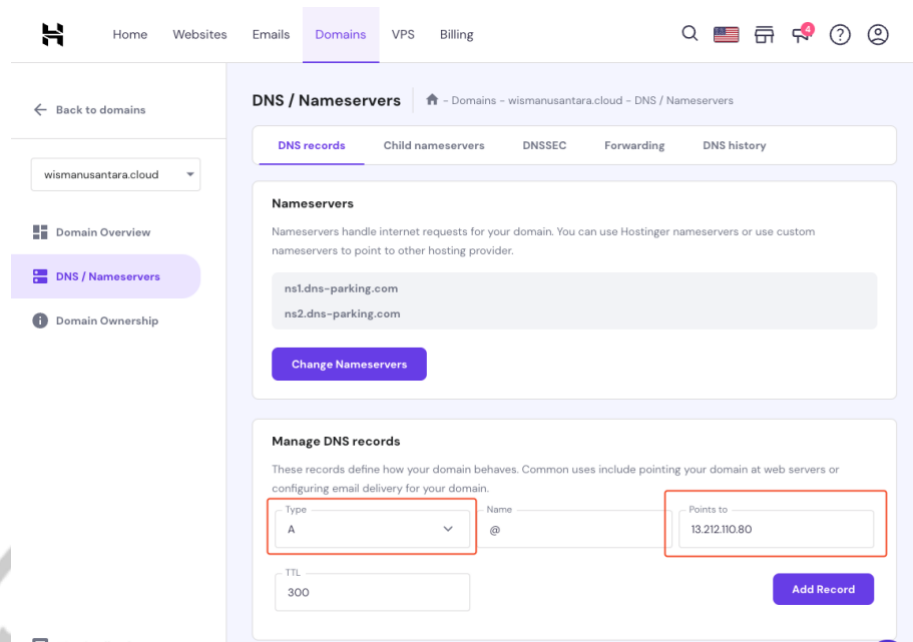 Home Websites Emails Domains VPS Billing
4
Back to domains
DNS / Nameservers
- Domains - wismanusantara.cloud - DNS / Nameservers
DNS records Child nameservers DNSSEC Forwarding DNS history
wismanusantara.cloud
Domain Overview
DNS / Nameservers
Domain Ownership
Nameservers
Nameservers handle internet requests for your domain. You can use Hostinger nameservers or use custom
nameservers to point to other hosting provider.
ns1.dns-parking.com
ns2.dns-parking.com
Change Nameservers
Manage DNS records
These records define how your domain behaves. Common uses include pointing your domain at web servers or
configuring email delivery for your domain.
Type
A
Name
@
Points to
13.212.110.80
TTL
300
Add Record